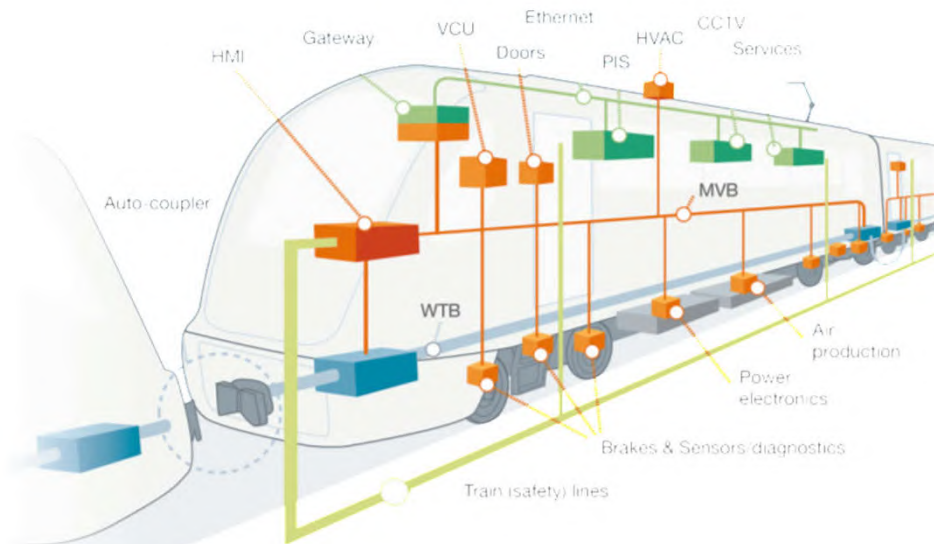 Ethernet
CCTV
VCU
Gateway
HVAC
Services
Doors
HMI
PIS
Auto-coupler
MVB
WTB
Air
production
Power
electronics
Brakes & Sensors/diagnostics
Train (safety) lines